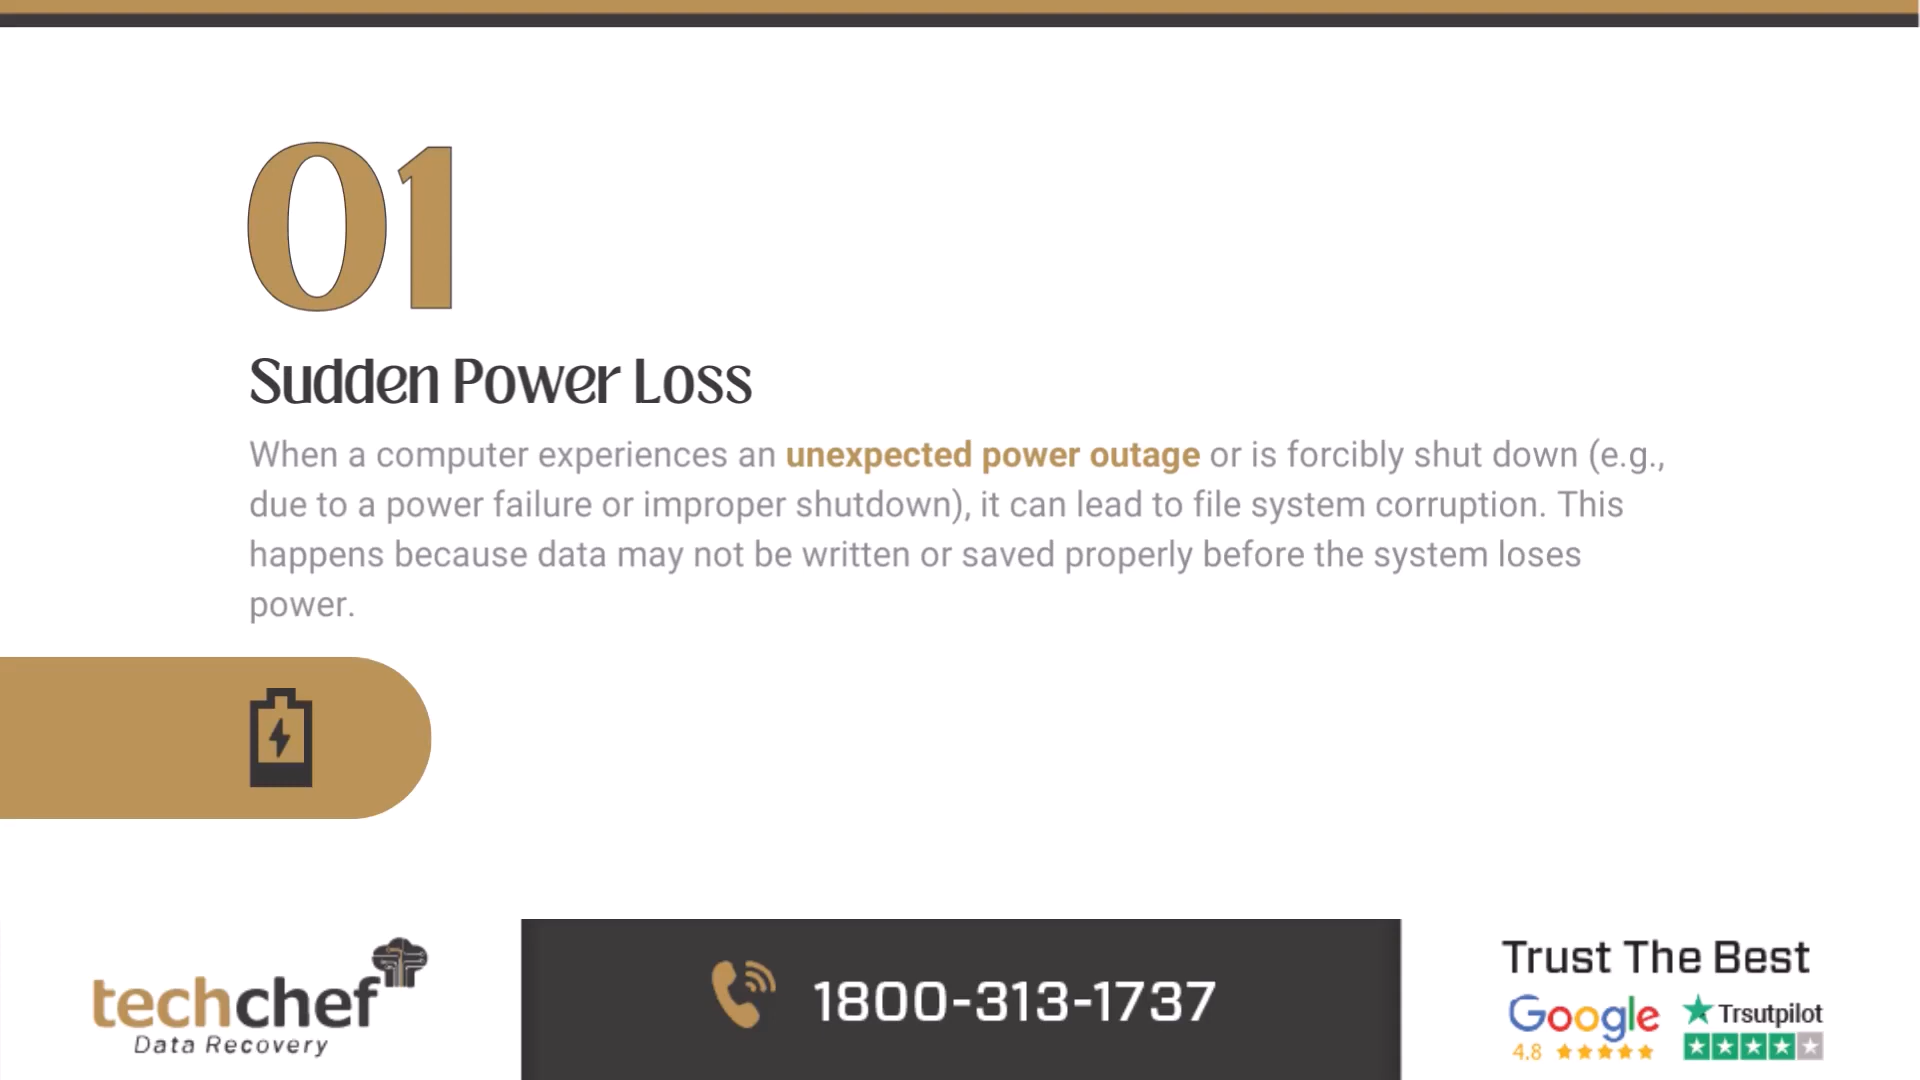 01
Sudden Power Loss
When a computer experiences an unexpected power outage or is forcibly shut down (e.g.,
due to a power failure or improper shutdown), it can lead to file system corruption. This
happens because data may not be written or saved properly before the system loses
power.
techchef
Data Recovery
1800-313-1737
Trust The Best
Google
4.8
Trsutpilot